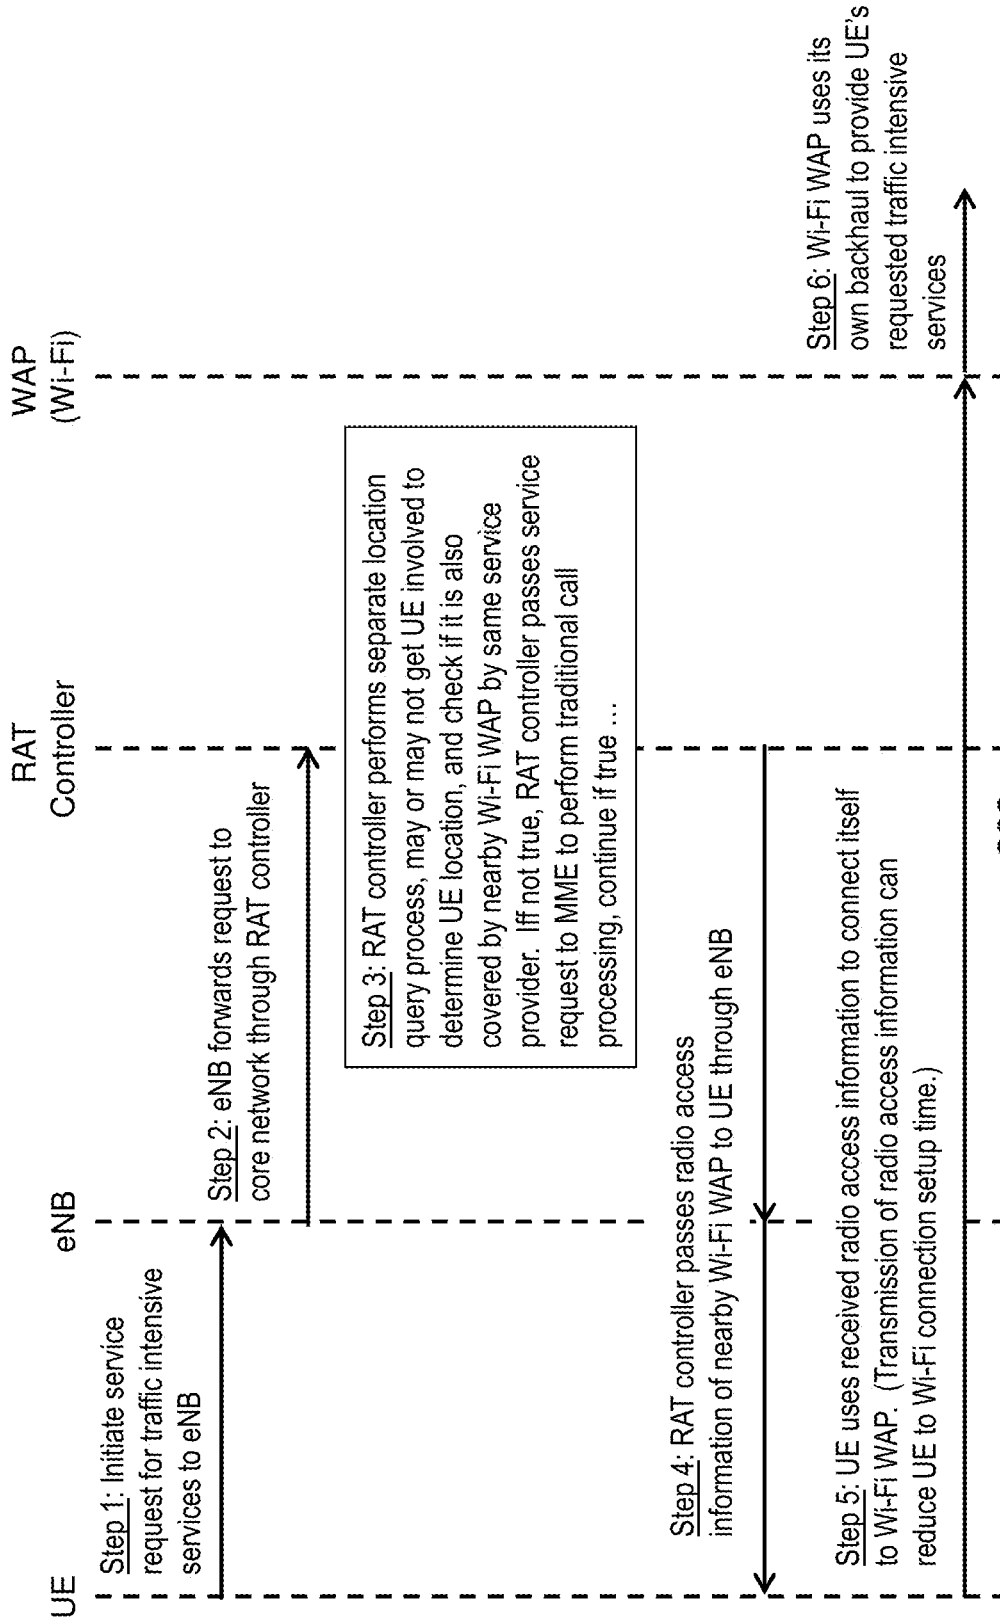 UE
eNB
RAT
Controller
WAP
(Wi-Fi)
Step 1: Initiate service
request for traffic intensive
services to eNB
Step 2: eNB forwards request to
core network through RAT controller
Step 3: RAT controller performs separate location
query process, may or may not get UE involved to
determine UE location, and check if it is also
covered by nearby Wi-Fi WAP by same service
provider. Iff not true, RAT controller passes service
request to MME to perform traditional call
processing, continue if true ...
Step 4: RAT controller passes radio access
information of nearby Wi-Fi WAP to UE through eNB
Step 5: UE uses received radio access information to connect itself
to Wi-Fi WAP. (Transmission of radio access information can
reduce UE to Wi-Fi connection setup time.)
Step 6: Wi-Fi WAP uses its
own backhaul to provide UE's
requested traffic intensive
services